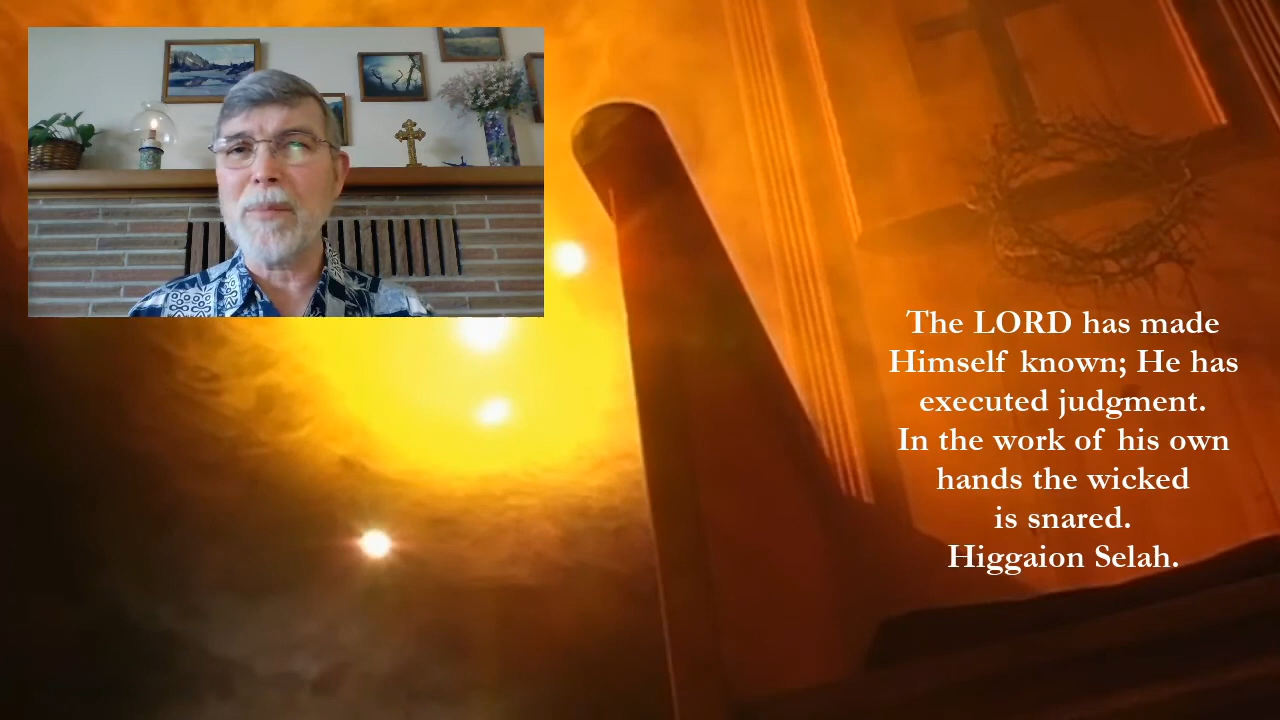 The LORD has made
Himself known; He has
executed judgment.
In the work of his own
hands the wicked
is snared.
Higgaion Selah.